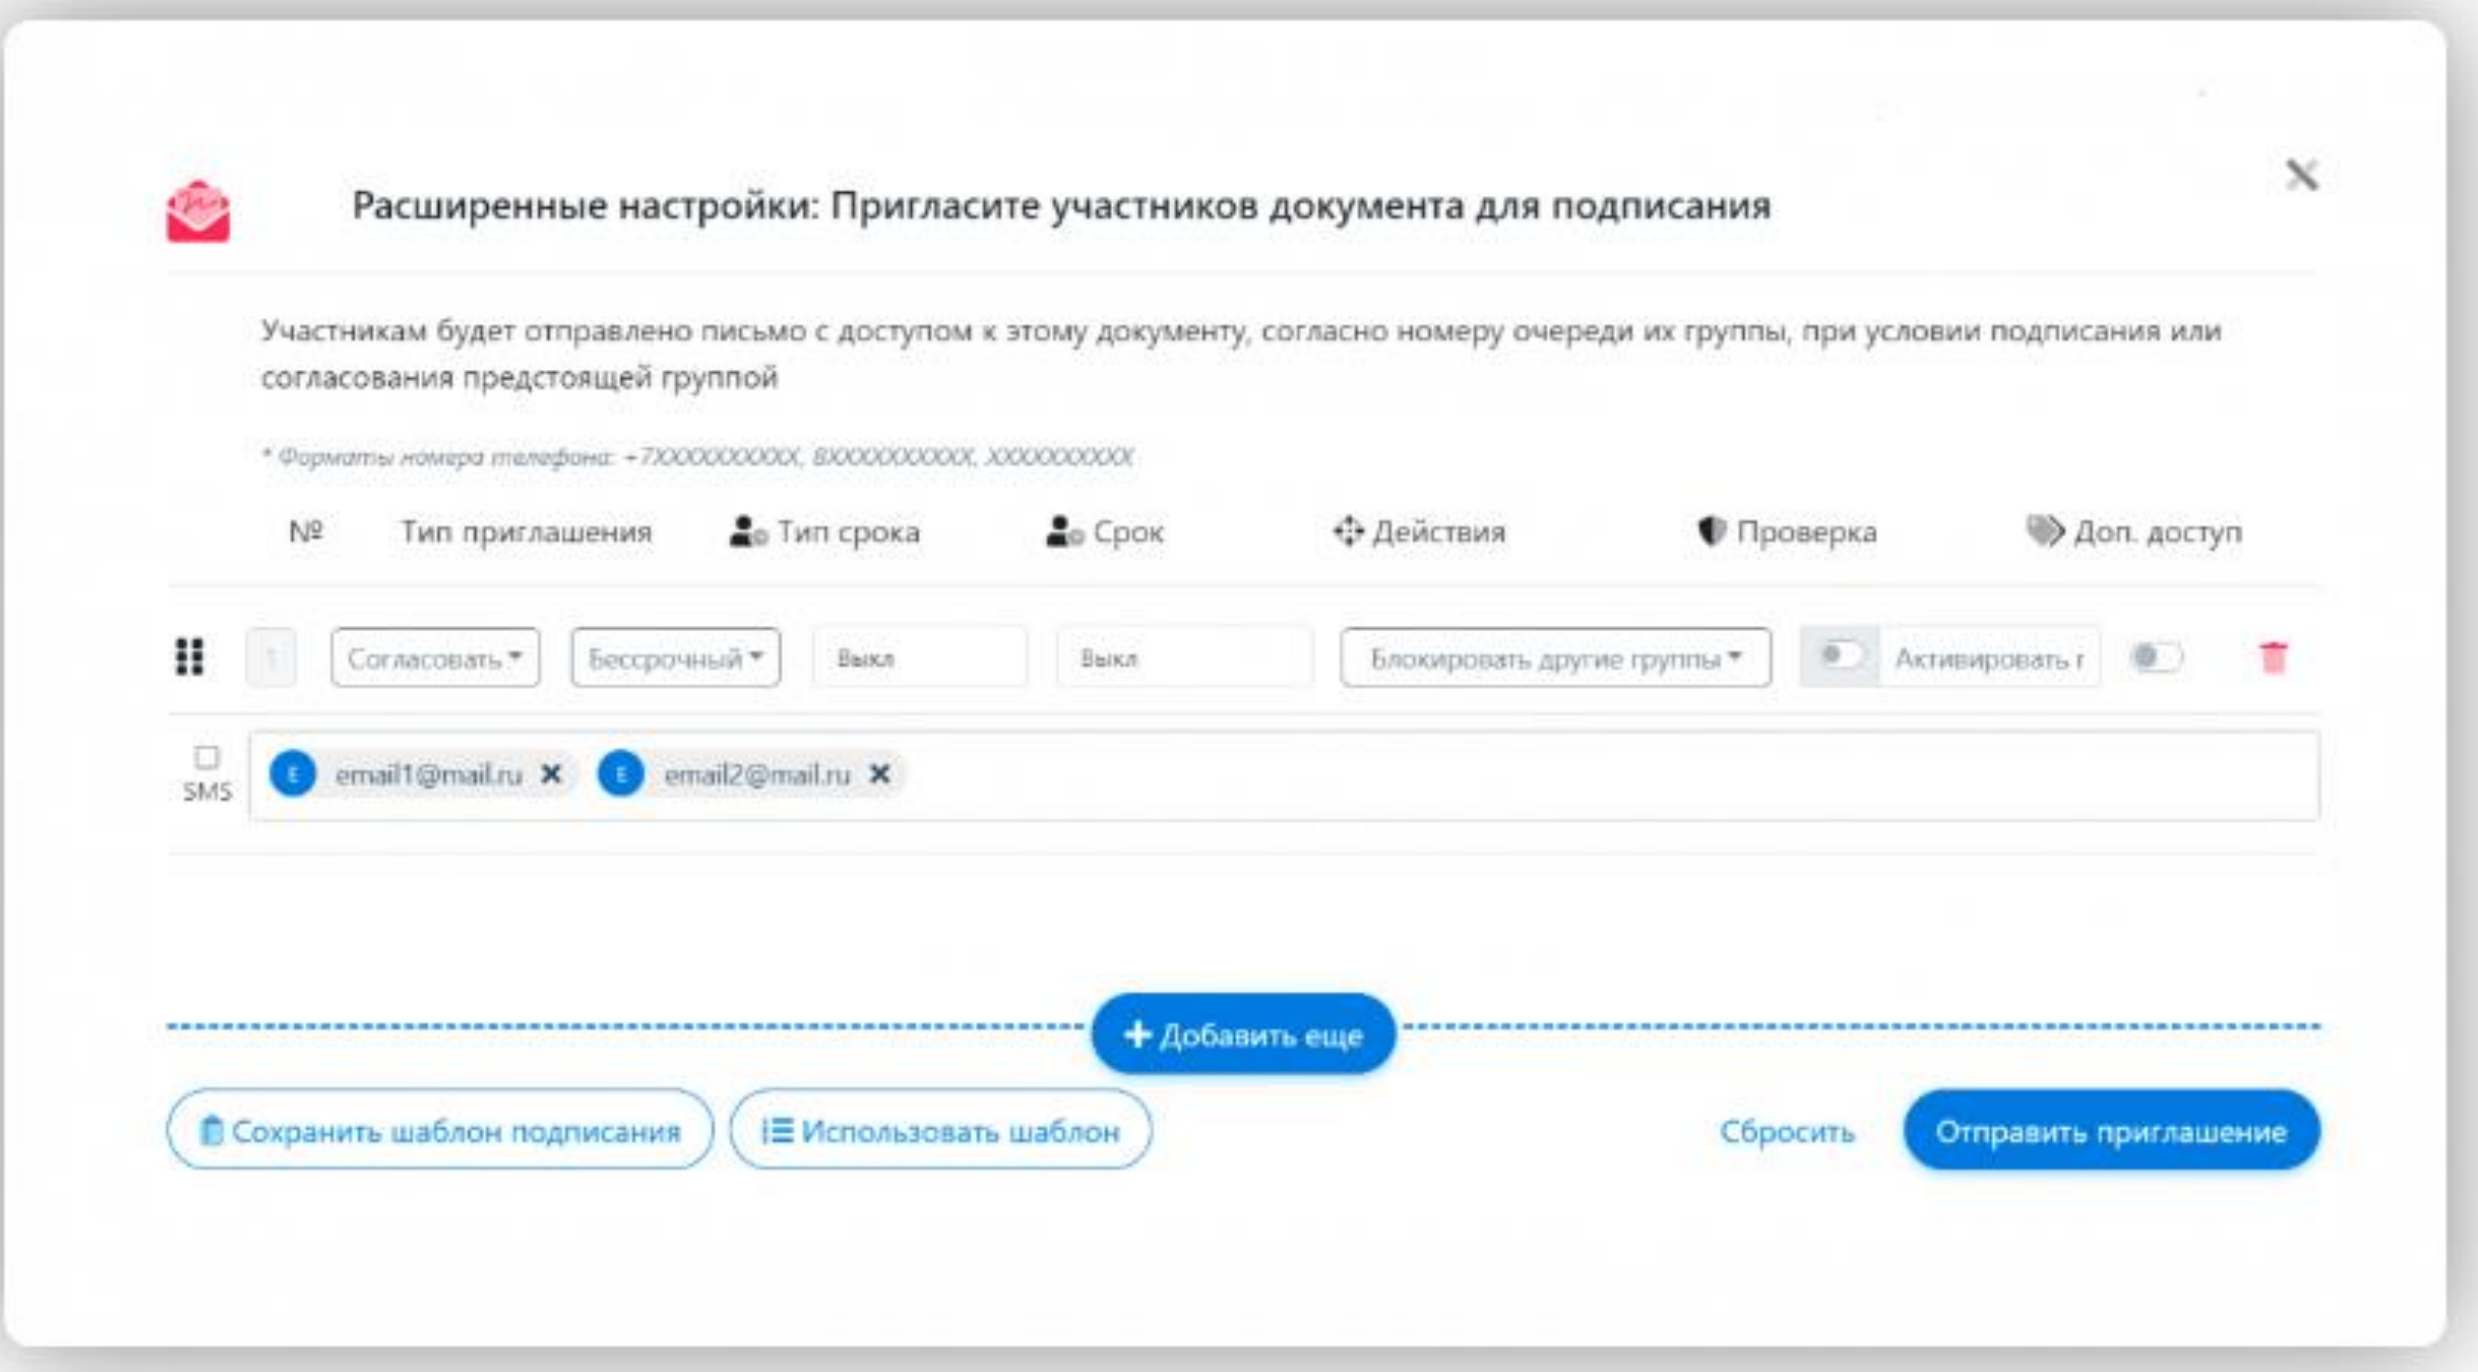 Расширенные настройки: Пригласите участников документа для подписания
Участникам будет отправлено письмо с доступом к этому документу, согласно номеру очереди их группы, при условии подписания или
согласования предстоящей группой
* Форматы номера телефона: +7XXXXXXXXXX, 8XXXXXXXXXX, XXXXXXXXXX
№ Тип приглашения Тип срока Срок Действия Проверка Доп. доступ
1 Согласовать Бессрочный Выкл Выкл Блокировать другие группы Активировать г
SMS E email1@mail.ru E email2@mail.ru
Добавить еще
Сохранить шаблон подписания Использовать шаблон Сбросить Отправить приглашение